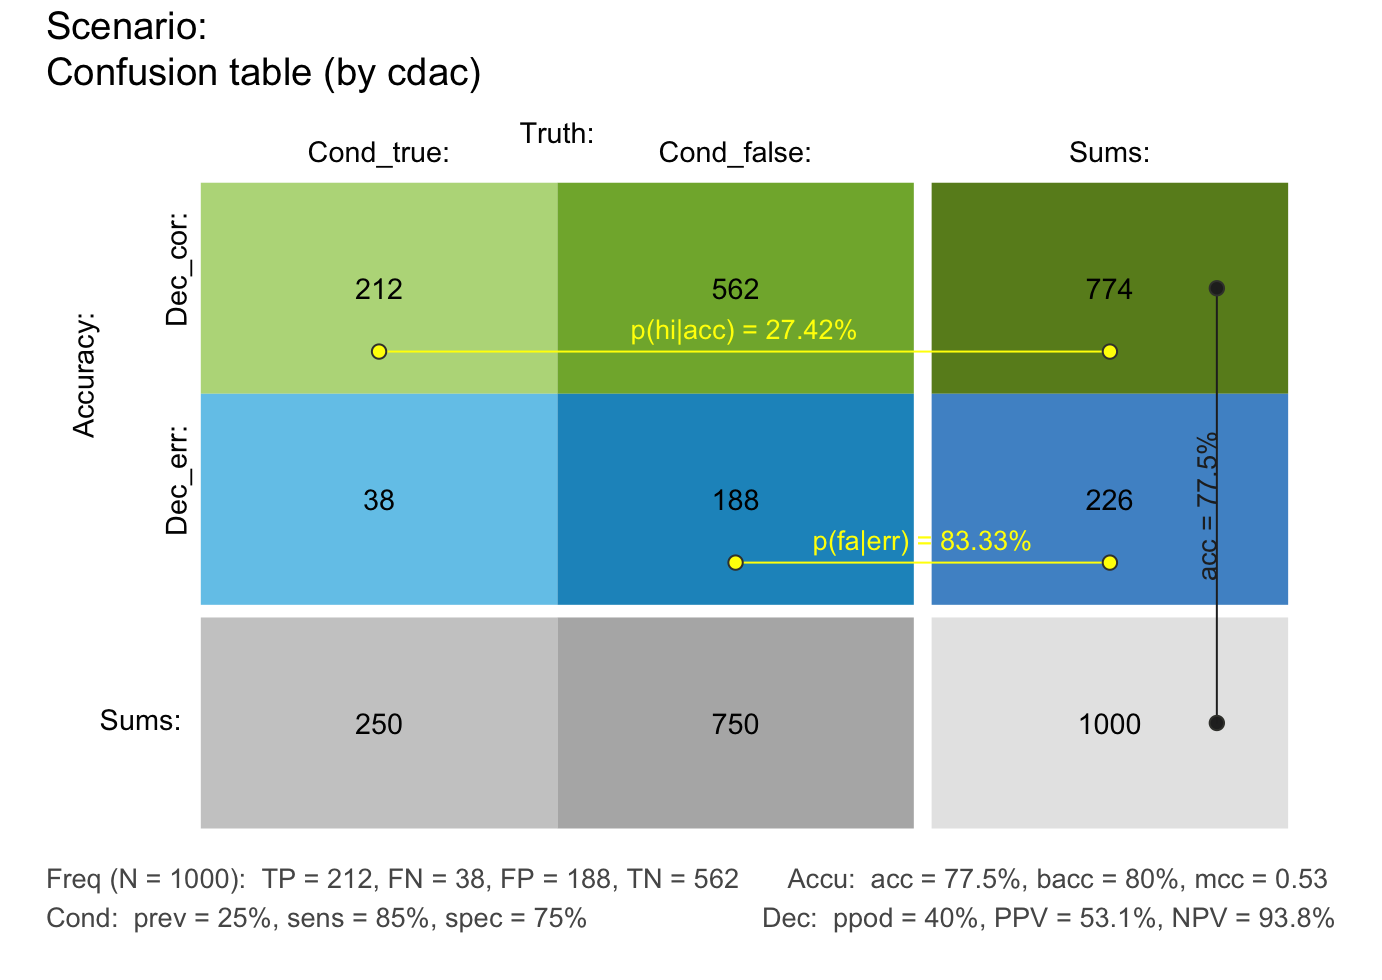 Scenario:
Confusion table (by cdac)
Truth:
Cond_true: Cond_false: Sums:
Accuracy:
Dec_cor:
212 562 774
p(hi|acc) = 27.42%
Dec_err:
38 188 226
p(fa|err) = 83.33%
acc = 77.5%
Sums:
250 750 1000
Freq (N = 1000):  TP = 212, FN = 38, FP = 188, TN = 562 Accu:  acc = 77.5%, bacc = 80%, mcc = 0.53
Cond:  prev = 25%, sens = 85%, spec = 75% Dec:  ppod = 40%, PPV = 53.1%, NPV = 93.8%